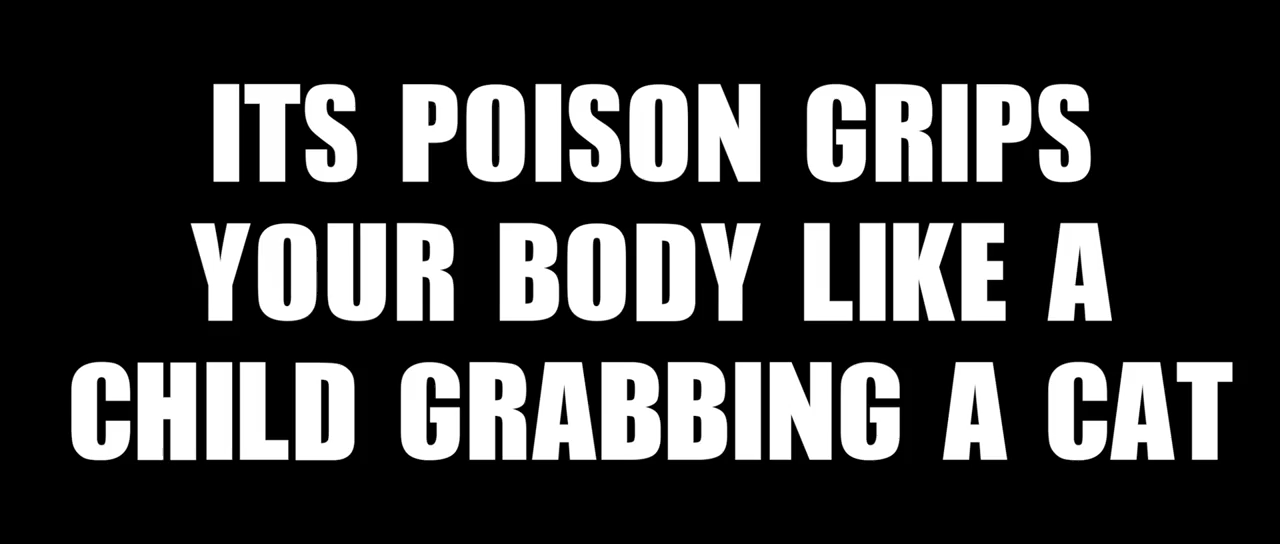 ITS POISON GRIPS
YOUR BODY LIKE A
CHILD GRABBING A CAT